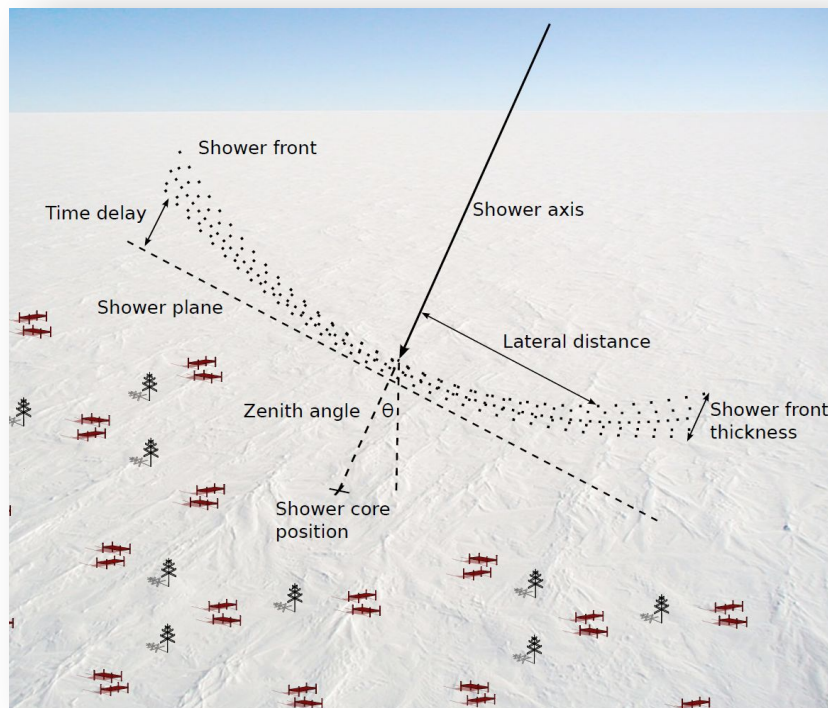 Shower front
Time delay
Shower axis
Shower plane
Lateral distance
Zenith angle
θ
Shower front
thickness
Shower core
position